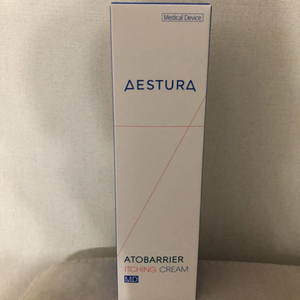 Medical Device
AESTURA
ATOBARRIER
ITCHING CREAM
MD